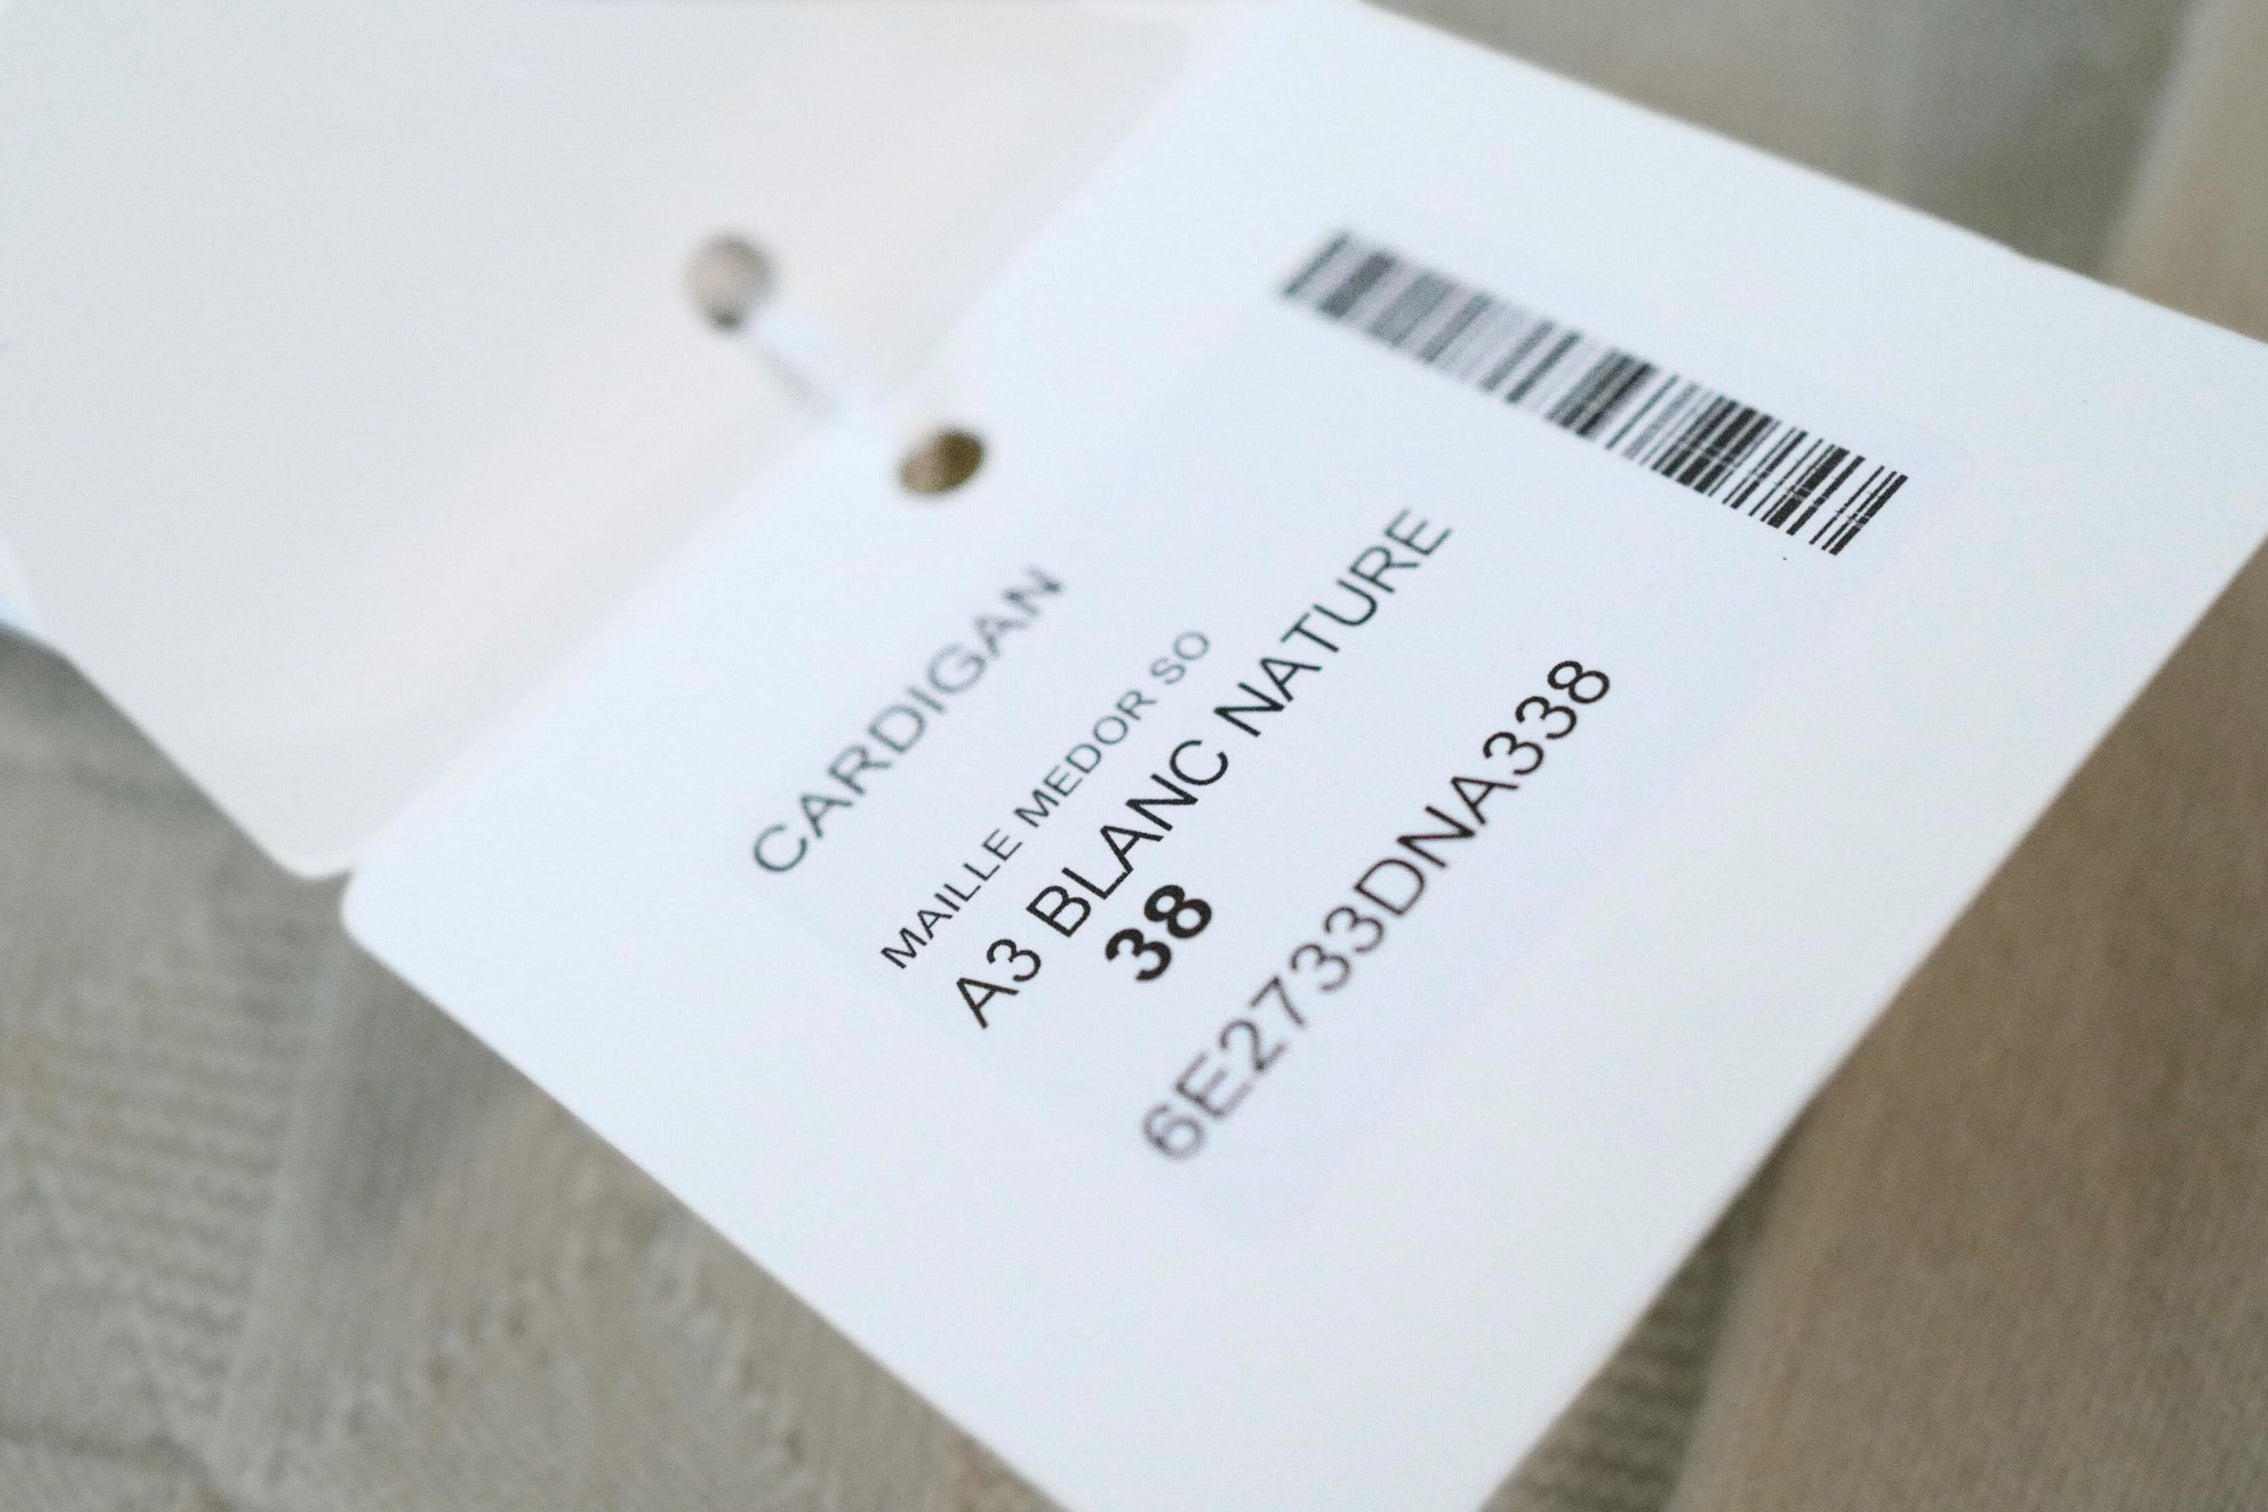 CARDIGAN
MAILLE MEDOR SO
A3 BLANC NATURE
38
6E2733DNA338